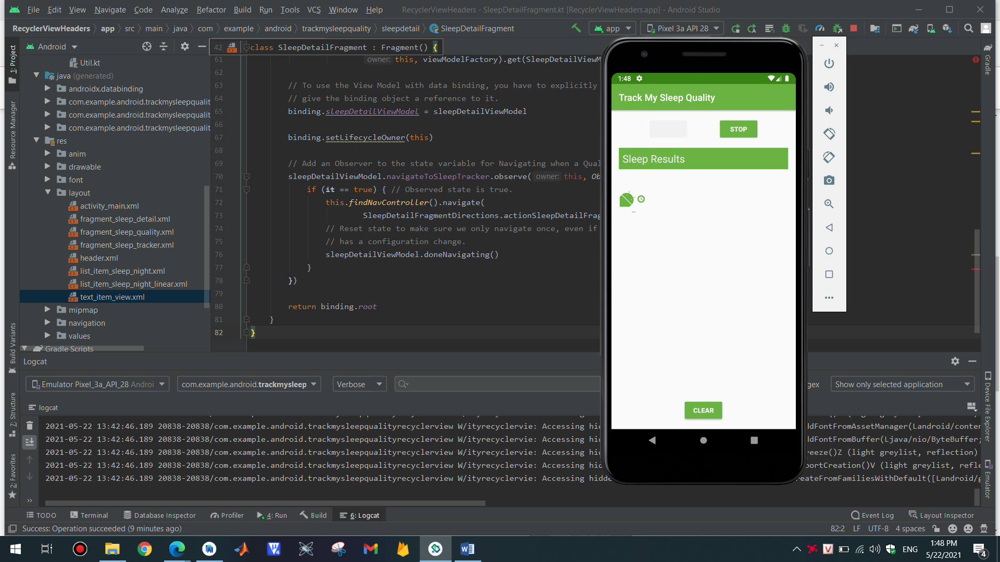 File Edit View Navigate Code Analyze Refactor Build Run Tools VCS Window Help RecyclerViewHeaders - SleepDetailFragment.kt [RecyclerViewHeaders.app] - Android Studio
RecyclerViewHeaders app src main java com example android trackmysleepquality sleepdetail SleepDetailFragment app Pixel 3a API 28
Android
1: Project
Resource Manager
Build Variants
Z: Structure
2: Favorites
Util.kt
java (generated)
androidx.databinding
com.example.android.trackmysleepqualit
com.example.android.trackmysleepqualit
com.example.android.trackmysleepqualit
res
anim
drawable
font
layout
activity_main.xml
fragment_sleep_detail.xml
fragment_sleep_quality.xml
fragment_sleep_tracker.xml
header.xml
list_item_sleep_night.xml
list_item_sleep_night_linear.xml
text_item_view.xml
mipmap
navigation
values
Gradle Scripts
42 class SleepDetailFragment : Fragment() {
61 owner: this, viewModelFactory).get(SleepDetailViewM
62
63 // To use the View Model with data binding, you have to explicitly
64 // give the binding object a reference to it.
65 binding.sleepDetailViewModel = sleepDetailViewModel
66
67 binding.setLifecycleOwner(this)
68
69 // Add an Observer to the state variable for Navigating when a Qual
70 sleepDetailViewModel.navigateToSleepTracker.observe( owner: this, Ob
71 if (it == true) { // Observed state is true.
72 this.findNavController().navigate(
73 SleepDetailFragmentDirections.actionSleepDetailFrag
74 // Reset state to make sure we only navigate once, even if
75 // has a configuration change.
76 sleepDetailViewModel.doneNavigating()
77 }
78 })
79
80 return binding.root
81 }
82 }
1:48
Track My Sleep Quality
STOP
Sleep Results
--
CLEAR
Gradle
Device File Explorer
Emulator
Logcat
Emulator Pixel_3a_API_28 Androi com.example.android.trackmysleep Verbose gex Show only selected application
logcat
2021-05-22 13:42:46.189 20838-20838/com.example.android.trackmysleepqualityrecyclerview W/ityrecyclervie: Accessing hid ddFontFromAssetManager(Landroid/conten
2021-05-22 13:42:46.189 20838-20838/com.example.android.trackmysleepqualityrecyclerview W/ityrecyclervie: Accessing hid ddFontFromBuffer(Ljava/nio/ByteBuffer;
2021-05-22 13:42:46.189 20838-20838/com.example.android.trackmysleepqualityrecyclerview W/ityrecyclervie: Accessing hid reeze()Z (light greylist, reflection)
2021-05-22 13:42:46.189 20838-20838/com.example.android.trackmysleepqualityrecyclerview W/ityrecyclervie: Accessing hid ortCreation()V (light greylist, refle
2021-05-22 13:42:46.189 20838-20838/com.example.android.trackmysleepqualityrecyclerview W/ityrecyclervie: Accessing hidde reateFromFamiliesWithDefault([Landroid/g
TODO Terminal Database Inspector Profiler 4: Run Build 6: Logcat Event Log Layout Inspector
Success: Operation succeeded (9 minutes ago) 82:2 LF UTF-8 4 spaces
ENG 1:48 PM
5/22/2021
4